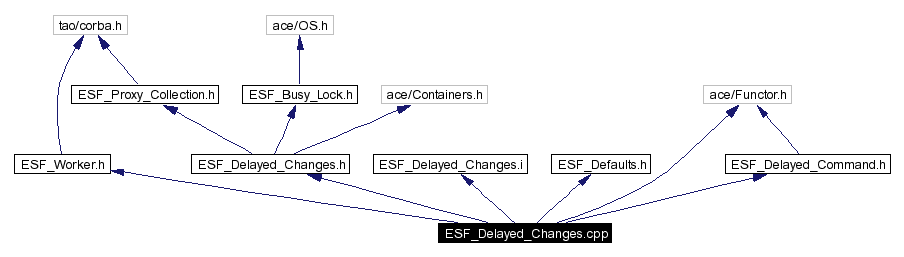 tao/corba.h
ace/OS.h
ESF_Proxy_Collection.h
ESF_Busy_Lock.h
ace/Containers.h
ace/Functor.h
ESF_Worker.h
ESF_Delayed_Changes.h
ESF_Delayed_Changes.i
ESF_Defaults.h
ESF_Delayed_Command.h
ESF_Delayed_Changes.cpp